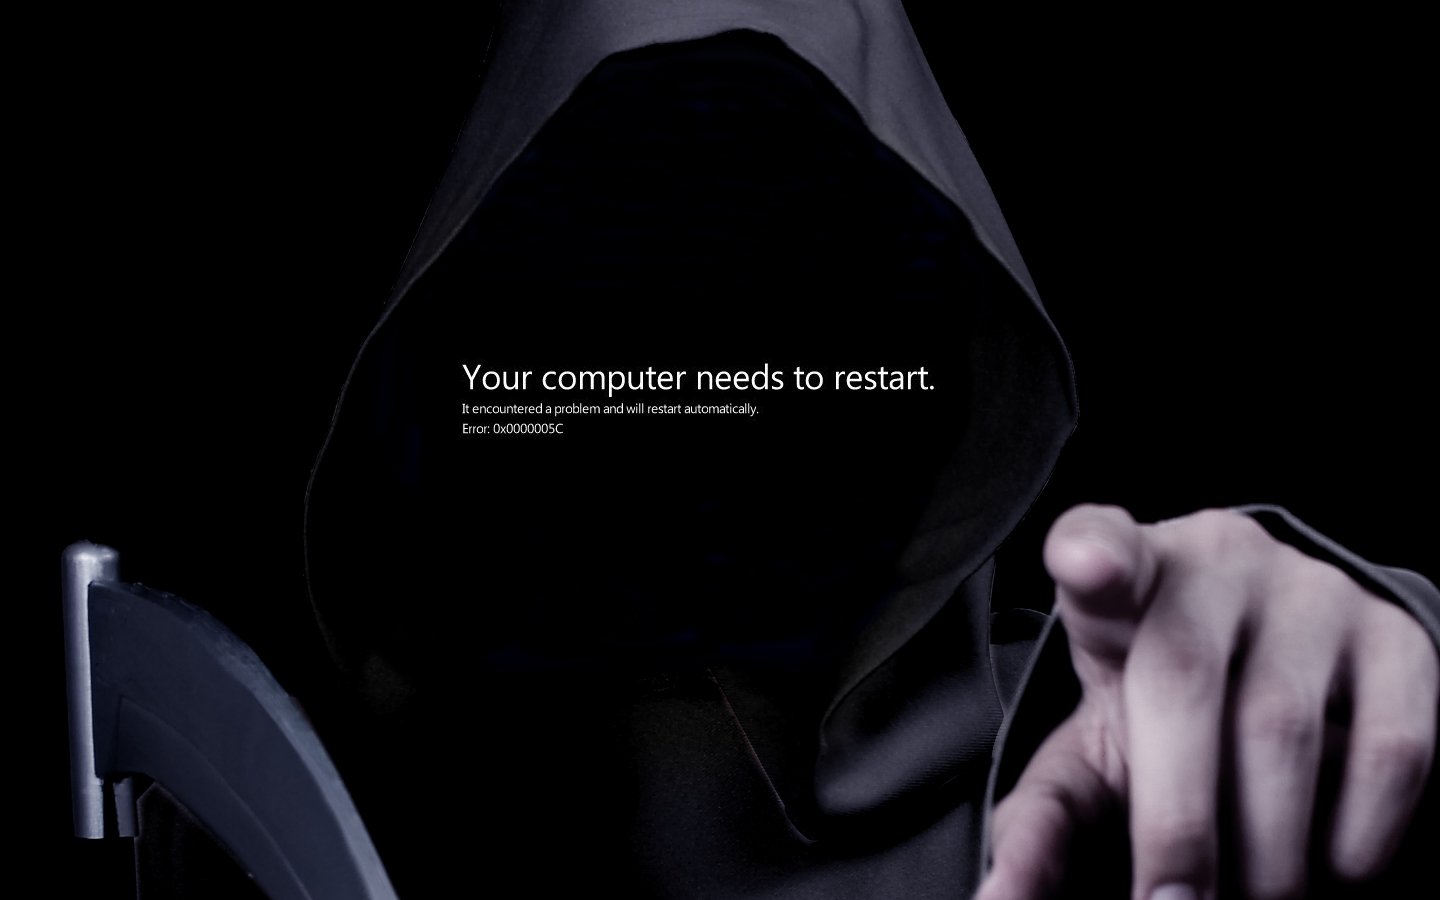 Your computer needs to restart.
It encountered a problem and will restart automatically.
Error: 0x0000005C